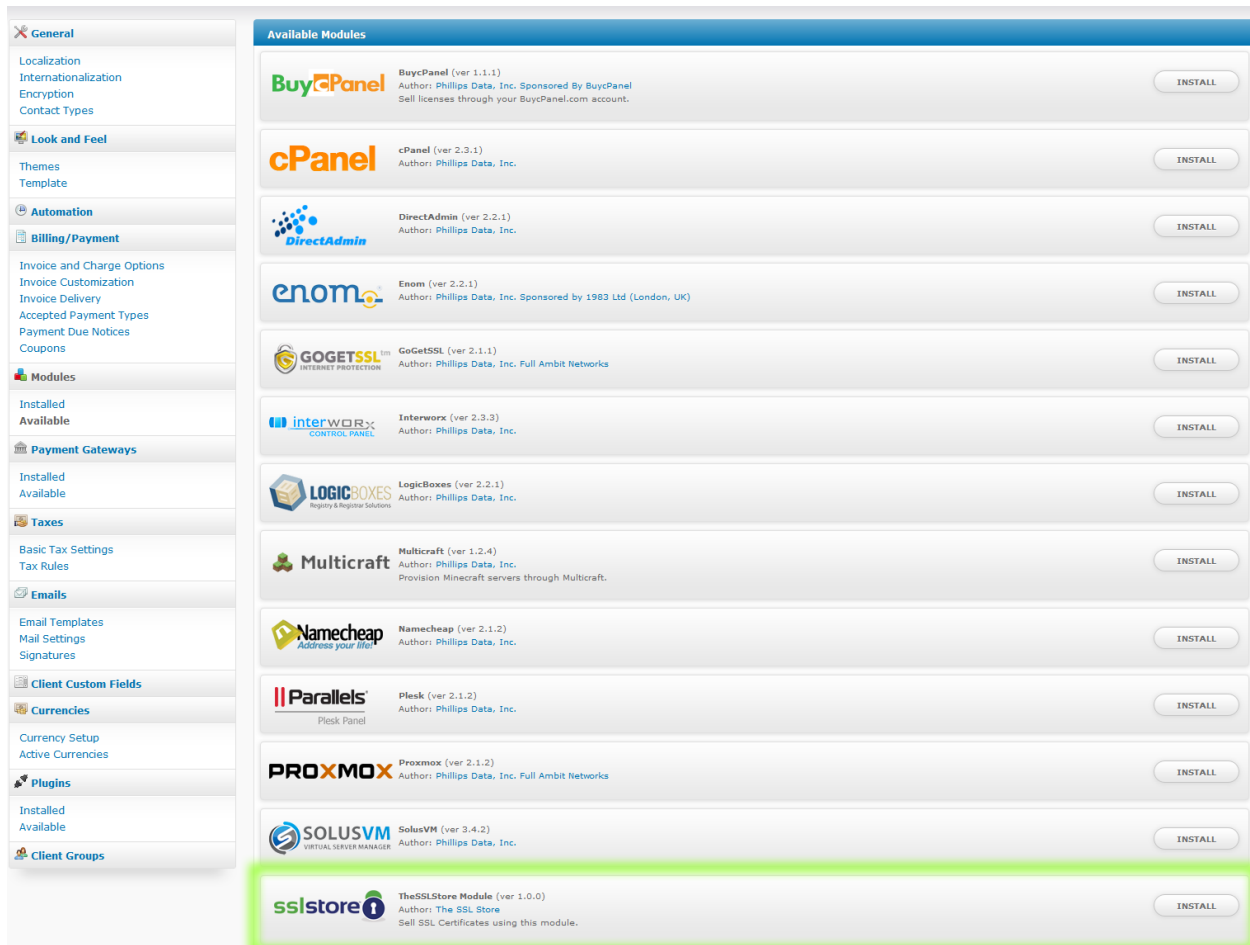 General
Localization
Internationalization
Encryption
Contact Types
Look and Feel
Themes
Template
Automation
Billing/Payment
Invoice and Charge Options
Invoice Customization
Invoice Delivery
Accepted Payment Types
Payment Due Notices
Coupons
Modules
Installed
Available
Payment Gateways
Installed
Available
Taxes
Basic Tax Settings
Tax Rules
Emails
Email Templates
Mail Settings
Signatures
Client Custom Fields
Currencies
Currency Setup
Active Currencies
Plugins
Installed
Available
Client Groups
Available Modules
BuycPanel
BuycPanel (ver 1.1.1)
Author: Phillips Data, Inc. Sponsored By BuycPanel
Sell licenses through your BuycPanel.com account.
INSTALL
cPanel
cPanel (ver 2.3.1)
Author: Phillips Data, Inc.
INSTALL
DirectAdmin
DirectAdmin (ver 2.2.1)
Author: Phillips Data, Inc.
INSTALL
enom
Enom (ver 2.2.1)
Author: Phillips Data, Inc. Sponsored by 1983 Ltd (London, UK)
INSTALL
GOGETSSL tm
INTERNET PROTECTION
GoGetSSL (ver 2.1.1)
Author: Phillips Data, Inc. Full Ambit Networks
INSTALL
interworx
CONTROL PANEL
Interworx (ver 2.3.3)
Author: Phillips Data, Inc.
INSTALL
LOGICBOXES
Registry & Registrar Solutions
LogicBoxes (ver 2.2.1)
Author: Phillips Data, Inc.
INSTALL
Multicraft
Multicraft (ver 1.2.4)
Author: Phillips Data, Inc.
Provision Minecraft servers through Multicraft.
INSTALL
Namecheap
Address your life!
Namecheap (ver 2.1.2)
Author: Phillips Data, Inc.
INSTALL
Parallels
Plesk Panel
Plesk (ver 2.1.2)
Author: Phillips Data, Inc.
INSTALL
PROXMOX
Proxmox (ver 2.1.2)
Author: Phillips Data, Inc. Full Ambit Networks
INSTALL
SOLUSVM
VIRTUAL SERVER MANAGER
SolusVM (ver 3.4.2)
Author: Phillips Data, Inc.
INSTALL
sslstore
TheSSLStore Module (ver 1.0.0)
Author: The SSL Store
Sell SSL Certificates using this module.
INSTALL